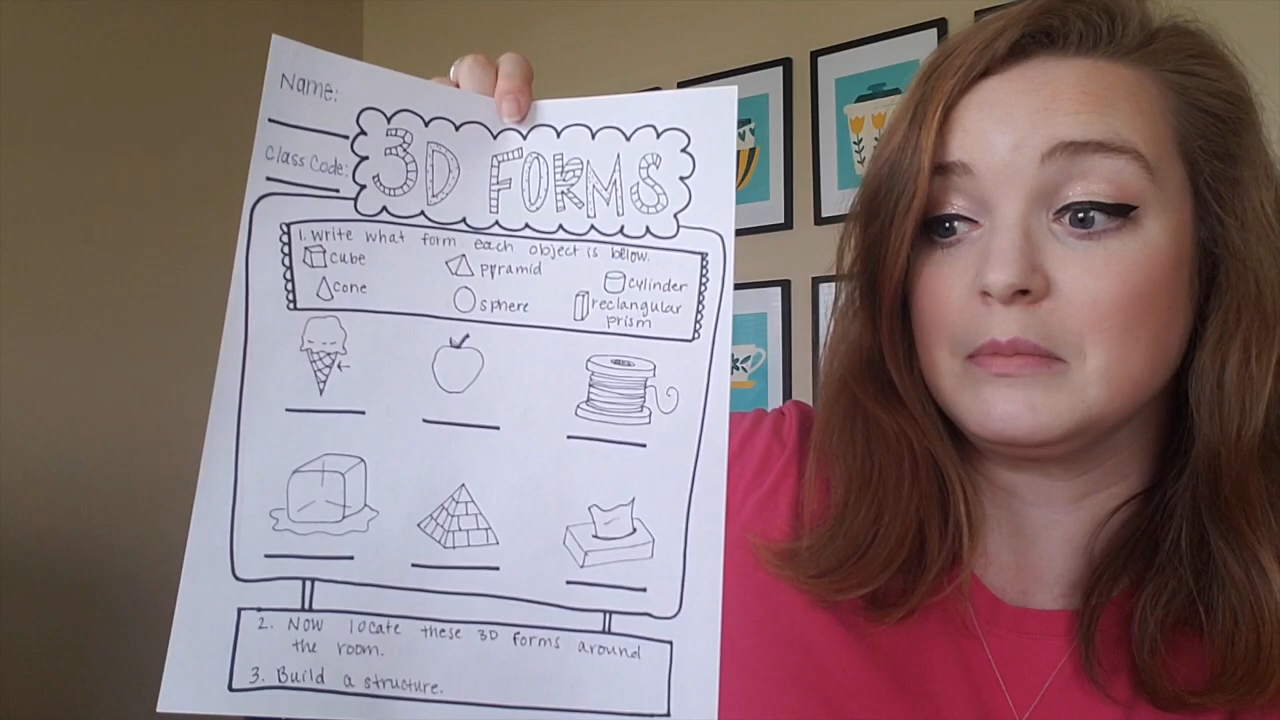 Name:
Class Code:
3D FORMS
1. Write what form each object is below.
cube
pyramid
cylinder
cone
sphere
reclangular
prism
2. Now locate these 3D forms around
the room.
3. Build a structure.